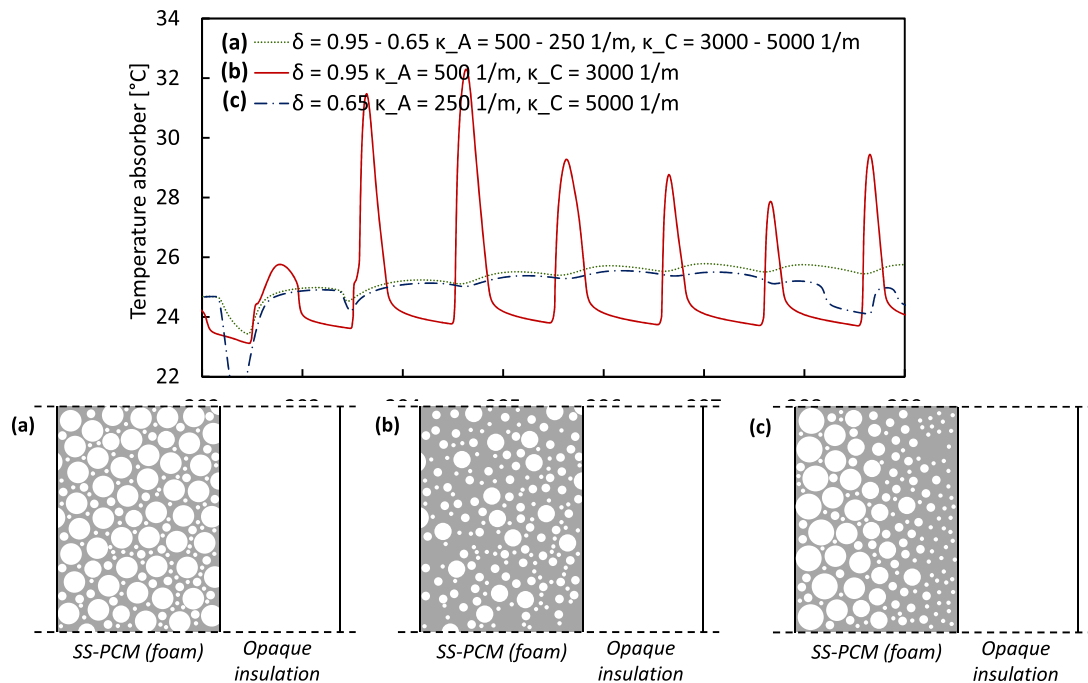 Temperature absorber [°C]
34
32
30
28
26
24
22
(a) δ = 0.95 - 0.65 κ_A = 500 - 250 1/m, κ_C = 3000 - 5000 1/m
(b) δ = 0.95 κ_A = 500 1/m, κ_C = 3000 1/m
(c) δ = 0.65 κ_A = 250 1/m, κ_C = 5000 1/m
(a)
(b)
(c)
SS-PCM (foam)
Opaque
insulation
SS-PCM (foam)
Opaque
insulation
SS-PCM (foam)
Opaque
insulation